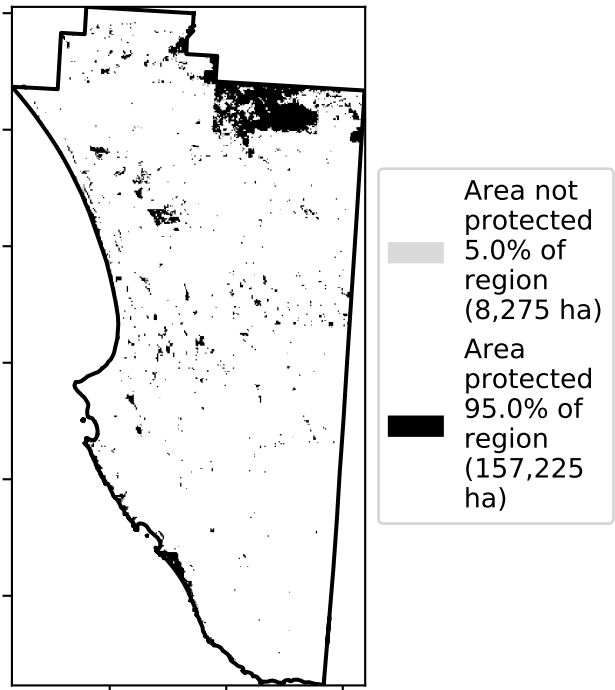 Area not
protected
5.0% of
region
(8,275 ha)
Area
protected
95.0% of
region
(157,225
ha)